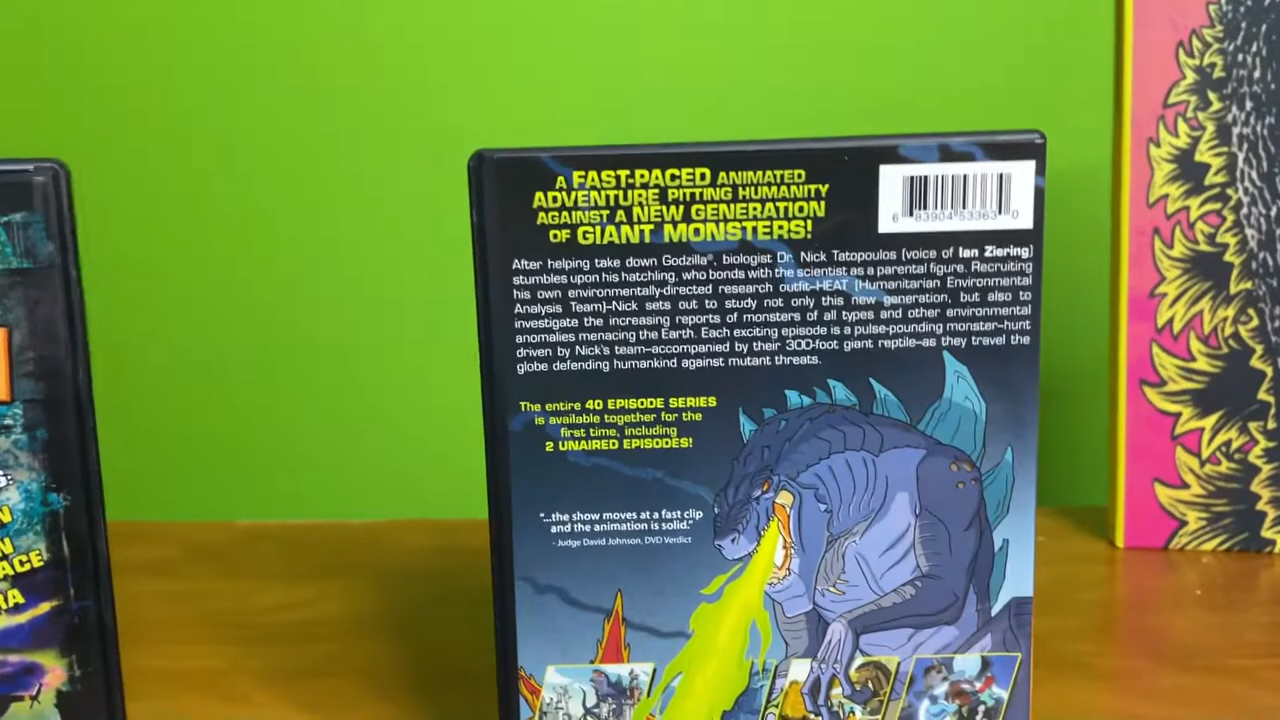 A FAST-PACED ANIMATED
ADVENTURE PITTING HUMANITY
AGAINST A NEW GENERATION
OF GIANT MONSTERS!
6 83904 53363 0
After helping take down Godzilla®, biologist Dr. Nick Tatopoulos (voice of Ian Ziering)
stumbles upon his hatchling, who bonds with the scientist as a parental figure. Recruiting
his own environmentally-directed research outfit–HEAT (Humanitarian Environmental
Analysis Team)–Nick sets out to study not only this new generation, but also to
investigate the increasing reports of monsters of all types and other environmental
anomalies menacing the Earth. Each exciting episode is a pulse-pounding monster-hunt
driven by Nick's team–accompanied by their 300-foot giant reptile–as they travel the
globe defending humankind against mutant threats.
The entire 40 EPISODE SERIES
is available together for the
first time, including
2 UNAIRED EPISODES!
"...the show moves at a fast clip
and the animation is solid."
- Judge David Johnson, DVD Verdict